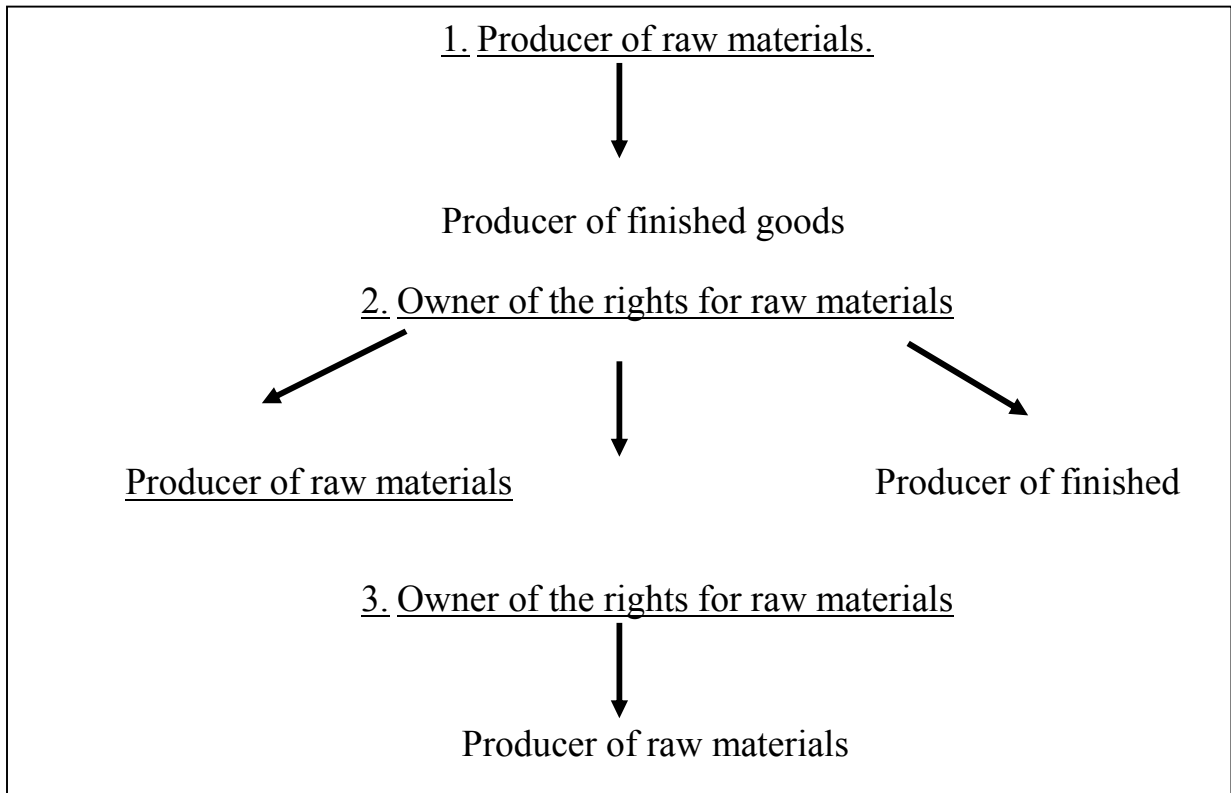 1. Producer of raw materials.
Producer of finished goods
2. Owner of the rights for raw materials
Producer of raw materials
Producer of finished
3. Owner of the rights for raw materials
Producer of raw materials